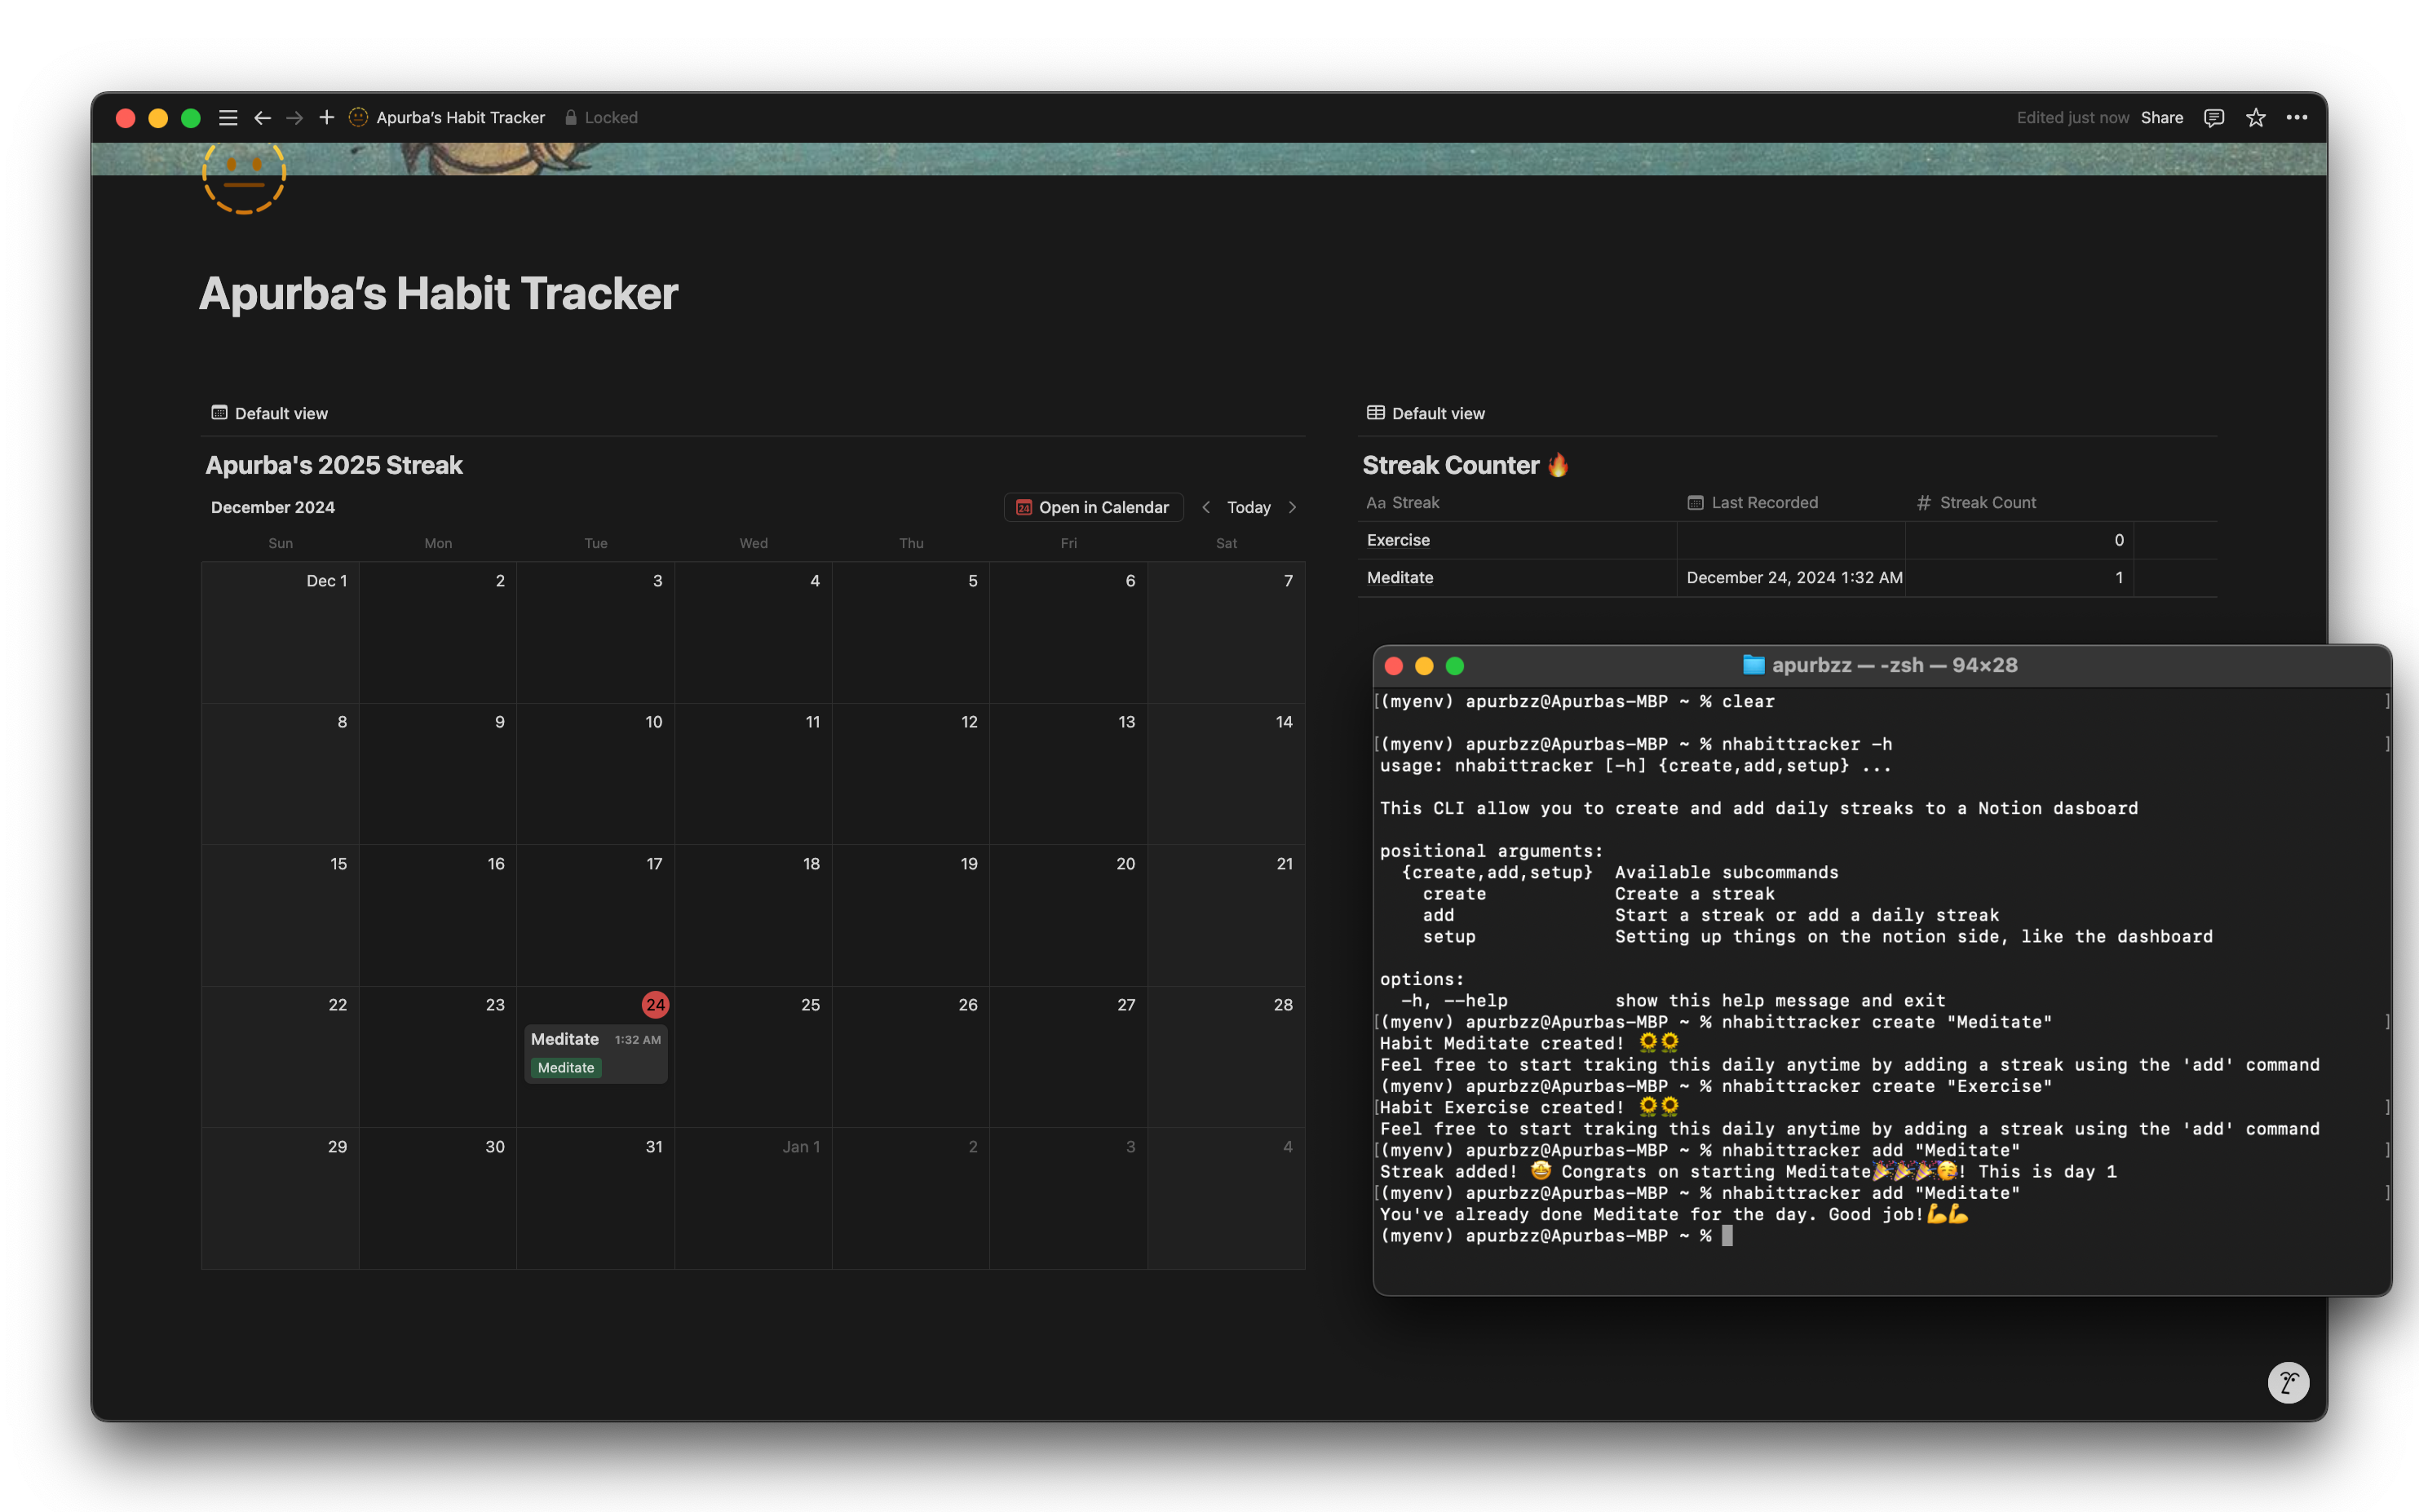 Apurba’s Habit Tracker Locked Edited just now Share
Apurba’s Habit Tracker
Default view
Apurba's 2025 Streak
December 2024 24 Open in Calendar Today
Sun Mon Tue Wed Thu Fri Sat
Dec 1 2 3 4 5 6 7
8 9 10 11 12 13 14
15 16 17 18 19 20 21
22 23 24 25 26 27 28
Meditate 1:32 AM
Meditate
29 30 31 Jan 1 2 3 4
Default view
Streak Counter 🔥
Aa Streak Last Recorded # Streak Count
Exercise 0
Meditate December 24, 2024 1:32 AM 1
apurbzz — -zsh — 94×28
[(myenv) apurbzz@Apurbas-MBP ~ % clear ]
[(myenv) apurbzz@Apurbas-MBP ~ % nhabittracker -h ]
usage: nhabittracker [-h] {create,add,setup} ...
This CLI allow you to create and add daily streaks to a Notion dasboard
positional arguments:
{create,add,setup} Available subcommands
create Create a streak
add Start a streak or add a daily streak
setup Setting up things on the notion side, like the dashboard
options:
-h, --help show this help message and exit
[(myenv) apurbzz@Apurbas-MBP ~ % nhabittracker create "Meditate" ]
Habit Meditate created! 🌻🌻
Feel free to start traking this daily anytime by adding a streak using the 'add' command
(myenv) apurbzz@Apurbas-MBP ~ % nhabittracker create "Exercise"
[Habit Exercise created! 🌻🌻 ]
Feel free to start traking this daily anytime by adding a streak using the 'add' command
[(myenv) apurbzz@Apurbas-MBP ~ % nhabittracker add "Meditate" ]
Streak added! 🤩 Congrats on starting Meditate🎉🎉🎉🥳! This is day 1
[(myenv) apurbzz@Apurbas-MBP ~ % nhabittracker add "Meditate" ]
You've already done Meditate for the day. Good job!💪💪
(myenv) apurbzz@Apurbas-MBP ~ %